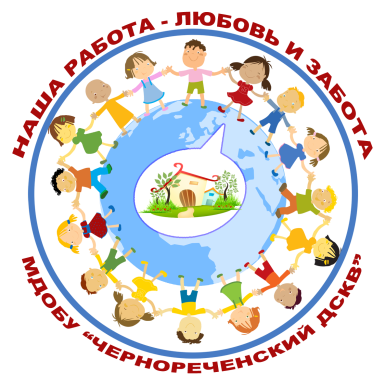 НАША РАБОТА - ЛЮБОВЬ И ЗАБОТА
МДОБУ "ЧЕРНОРЕЧЕНСКИЙ ДСКВ"